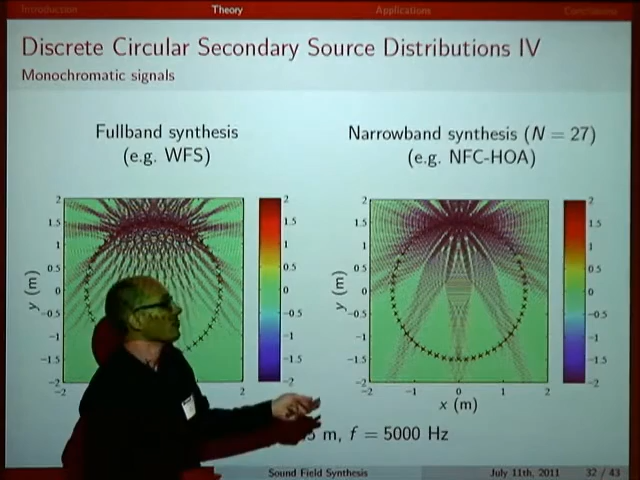 Introduction Theory Applications Conclusions
Discrete Circular Secondary Source Distributions IV
Monochromatic signals
Fullband synthesis
(e.g. WFS)
Narrowband synthesis (N = 27)
(e.g. NFC-HOA)
2
1.5
1
0.5
0
−0.5
−1
−1.5
−2
y (m)
−2 2
2
1.5
1
0.5
0
−0.5
−1
−1.5
−2
2
1.5
1
0.5
0
−0.5
−1
−1.5
−2
y (m)
−2 −1 0 1 2
x (m)
2
1.5
1
0.5
0
−0.5
−1
−1.5
−2
5 m, f = 5000 Hz
Sound Field Synthesis July 11th, 2011 32 / 43